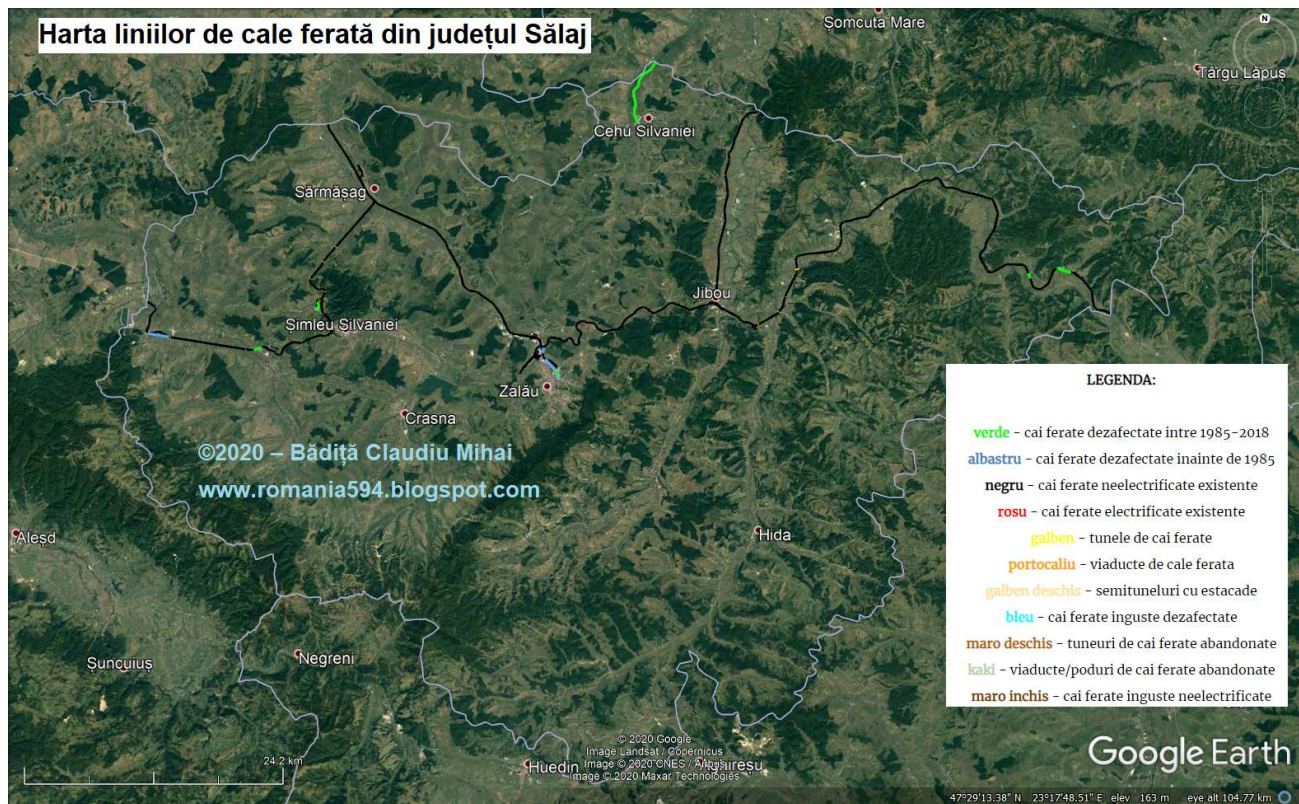 Harta liniilor de cale ferată din județul Sălaj
N
Șomcuta Mare
Târgu Lăpuș
Cehu Silvaniei
Sărmășag
Jibou
Șimleu Silvaniei
Zalău
Crasna
©2020 – Bădiță Claudiu Mihai
www.romania594.blogspot.com
Aleșd
Hida
Șuncuiuș
Negreni
LEGENDA:
verde - cai ferate dezafectate intre 1985-2018
albastru - cai ferate dezafectate inainte de 1985
negru - cai ferate neelectrificate existente
rosu - cai ferate electrificate existente
galben - tunele de cai ferate
portocaliu - viaducte de cale ferata
galben deschis - semituneluri cu estacade
bleu - cai ferate inguste dezafectate
maro deschis - tuneuri de cai ferate abandonate
kaki - viaducte/poduri de cai ferate abandonate
maro inchis - cai ferate inguste neelectrificate
24.2 km
Huedin
© 2020 Google
Image Landsat / Copernicus
Image © 2020 CNES /
Image © 2020 Maxar Technologies
Google Earth
47°29'13.38" N 23°17'48.51" E elev 163 m eye alt 104.77 km